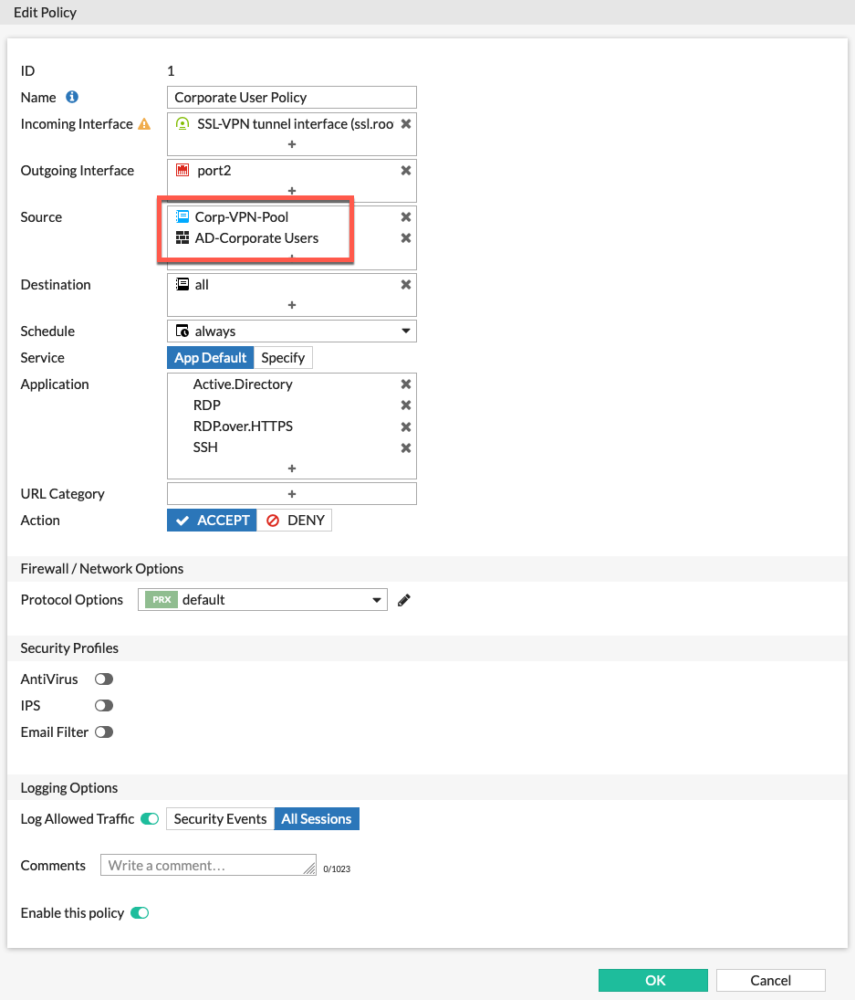 Edit Policy
ID 1
Name Corporate User Policy
Incoming Interface SSL-VPN tunnel interface (ssl.roo
Outgoing Interface port2
Source Corp-VPN-Pool
AD-Corporate Users
Destination all
Schedule always
Service App Default Specify
Application Active.Directory
RDP
RDP.over.HTTPS
SSH
URL Category
Action ACCEPT DENY
Firewall / Network Options
Protocol Options PRX default
Security Profiles
AntiVirus
IPS
Email Filter
Logging Options
Log Allowed Traffic Security Events All Sessions
Comments Write a comment... 0/1023
Enable this policy
OK Cancel